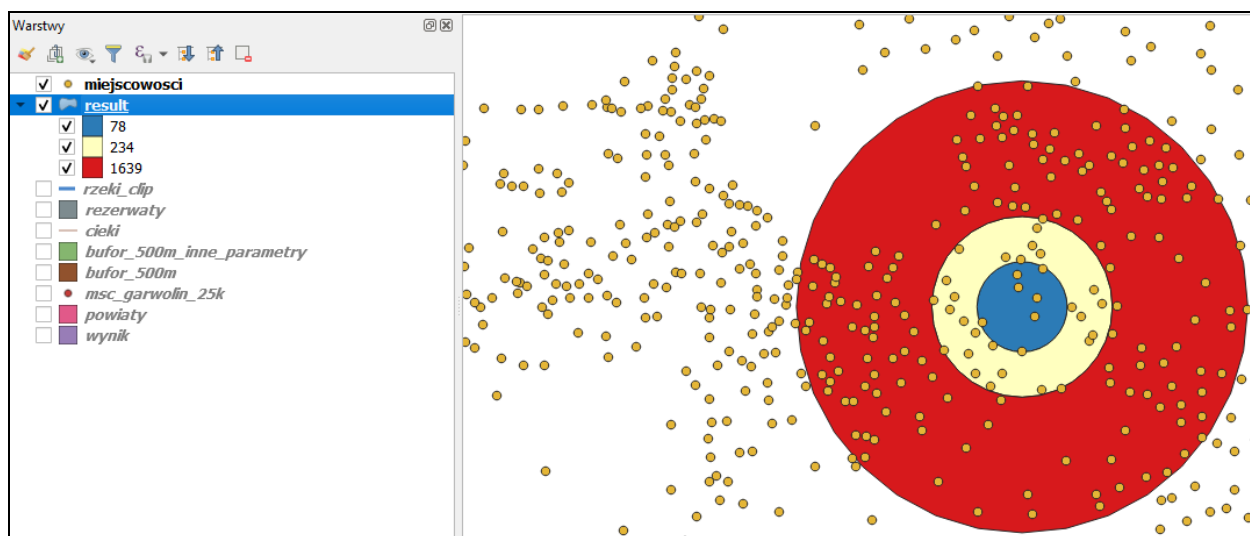 Warstwy
miejscowosci
result
78
234
1639
rzeki_clip
rezerwaty
cieki
bufor_500m_inne_parametry
bufor_500m
msc_garwolin_25k
powiaty
wynik